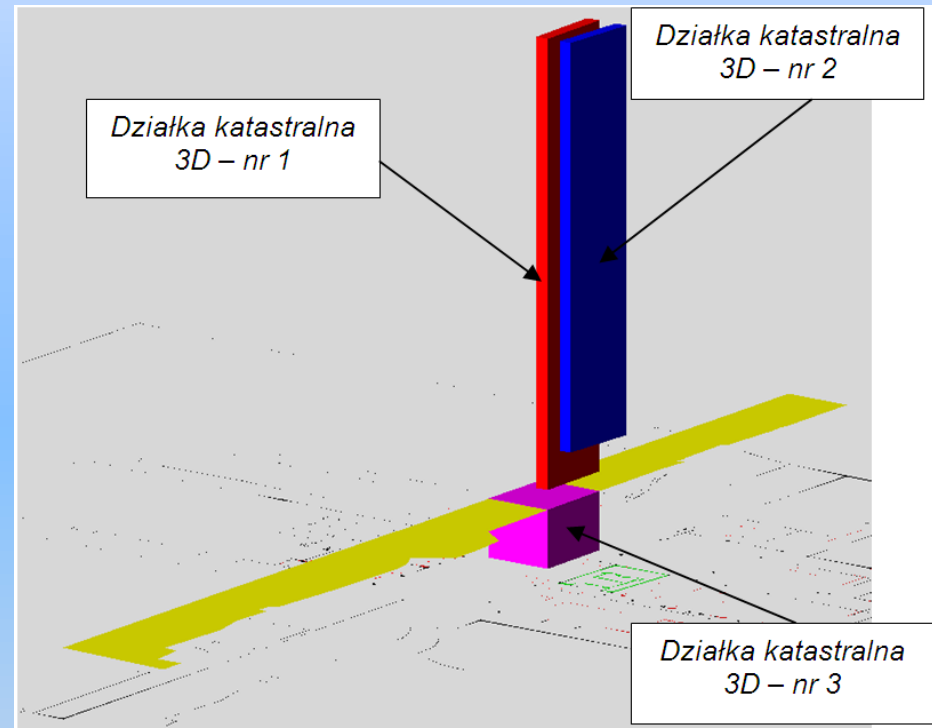 Działka katastralna
3D – nr 2
Działka katastralna
3D – nr 1
Działka katastralna
3D – nr 3